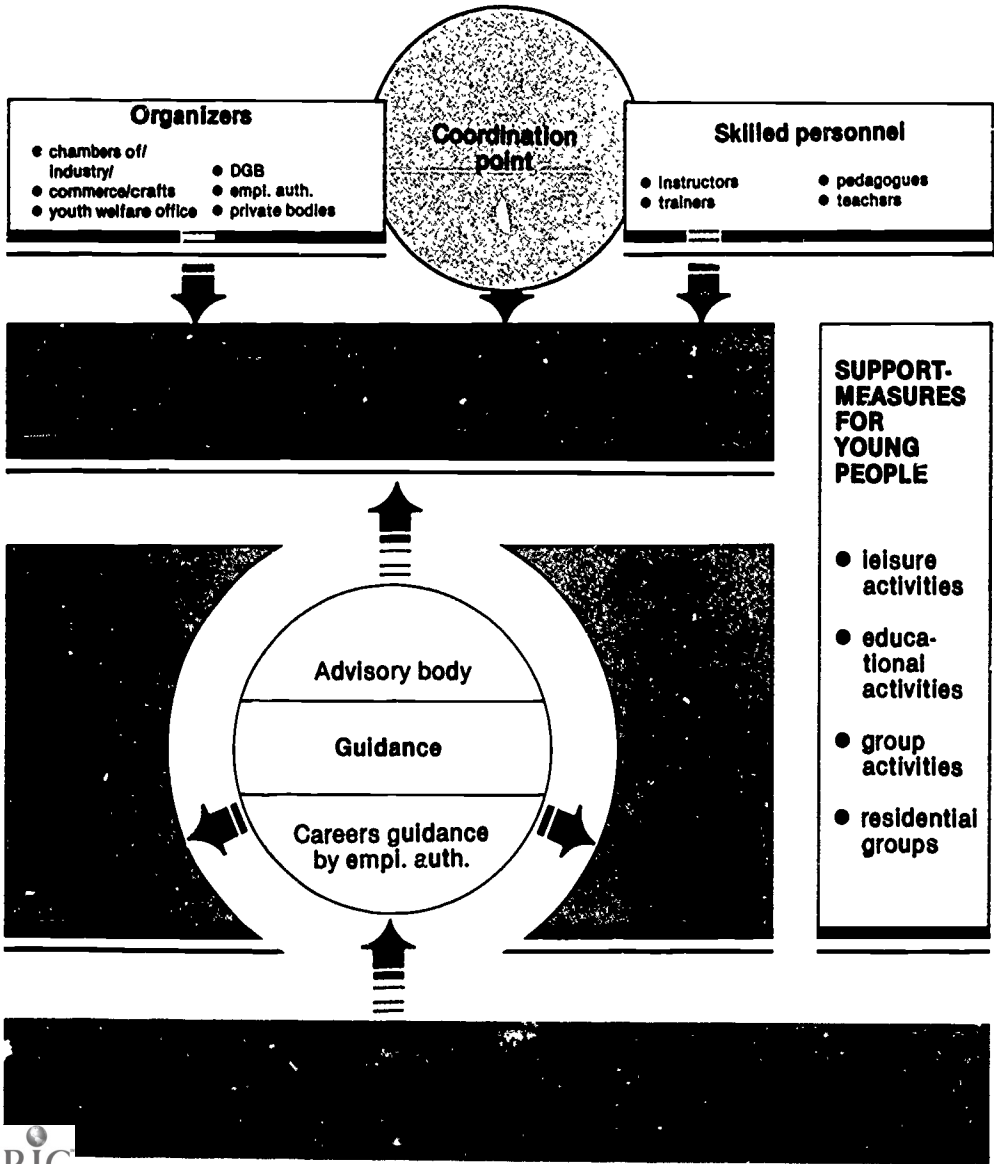 Organizers
● chambers of/
industry/
● commerce/crafts
● youth welfare office
● DGB
● empl. auth.
● private bodies
Coordination
point
Skilled personnel
● instructors
● trainers
● pedagogues
● teachers
SUPPORT-
MEASURES
FOR
YOUNG
PEOPLE
● leisure
activities
● educa-
tional
activities
● group
activities
● residential
groups
Advisory body
Guidance
Careers guidance
by empl. auth.